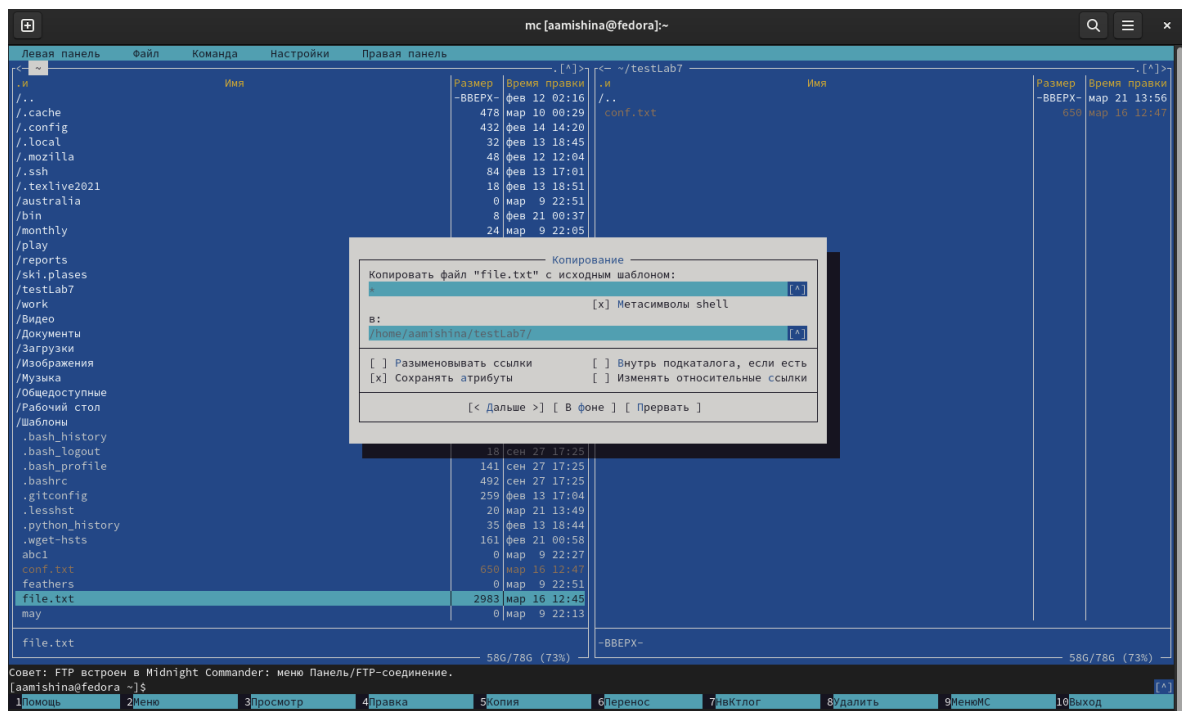 mc [aamishina@fedora]:~
Левая панель Файл Команда Настройки Правая панель
<— ~ .[^]>
.и Имя Размер Время правки
/.. -ВВЕРХ- фев 12 02:16
/.cache 478 мар 10 00:29
/.config 432 фев 14 14:20
/.local 32 фев 13 18:45
/.mozilla 48 фев 12 12:04
/.ssh 84 фев 13 17:01
/.texlive2021 18 фев 13 18:51
/australia 0 мар 9 22:51
/bin 8 фев 21 00:37
/monthly 24 мар 9 22:05
/play
/reports
/ski.plases
/testLab7
/work
/Видео
/Документы
/Загрузки
/Изображения
/Музыка
/Общедоступные
/Рабочий стол
/Шаблоны
.bash_history
.bash_logout 18 сен 27 17:25
.bash_profile 141 сен 27 17:25
.bashrc 492 сен 27 17:25
.gitconfig 259 фев 13 17:04
.lesshst 20 мар 21 13:49
.python_history 35 фев 13 18:44
.wget-hsts 161 фев 21 00:58
abc1 0 мар 9 22:27
conf.txt 650 мар 16 12:47
feathers 0 мар 9 22:51
file.txt 2983 мар 16 12:45
may 0 мар 9 22:13
file.txt
58G/78G (73%)
<— ~/testLab7 .[^]>
.и Имя Размер Время правки
/.. -ВВЕРХ- мар 21 13:56
conf.txt 650 мар 16 12:47
-ВВЕРХ-
58G/78G (73%)
Копирование
Копировать файл "file.txt" с исходным шаблоном:
* [^]
[x] Метасимволы shell
в:
/home/aamishina/testLab7/ [^]
[ ] Разыменовывать ссылки [ ] Внутрь подкаталога, если есть
[x] Сохранять атрибуты [ ] Изменять относительные ссылки
[< Дальше >] [ В фоне ] [ Прервать ]
Совет: FTP встроен в Midnight Commander: меню Панель/FTP-соединение.
[aamishina@fedora ~]$ [^]
1Помощь 2Меню 3Просмотр 4Правка 5Копия 6Перенос 7НвКтлог 8Удалить 9МенюМС 10Выход